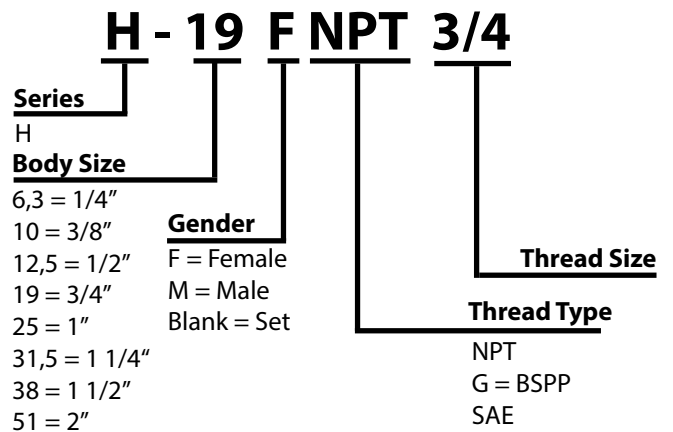 H - 19 F NPT 3/4
Series
H
Body Size
6,3 = 1/4”
10 = 3/8”
12,5 = 1/2”
19 = 3/4”
25 = 1”
31,5 = 1 1/4“
38 = 1 1/2”
51 = 2”
Gender
F = Female
M = Male
Blank = Set
Thread Size
Thread Type
NPT
G = BSPP
SAE